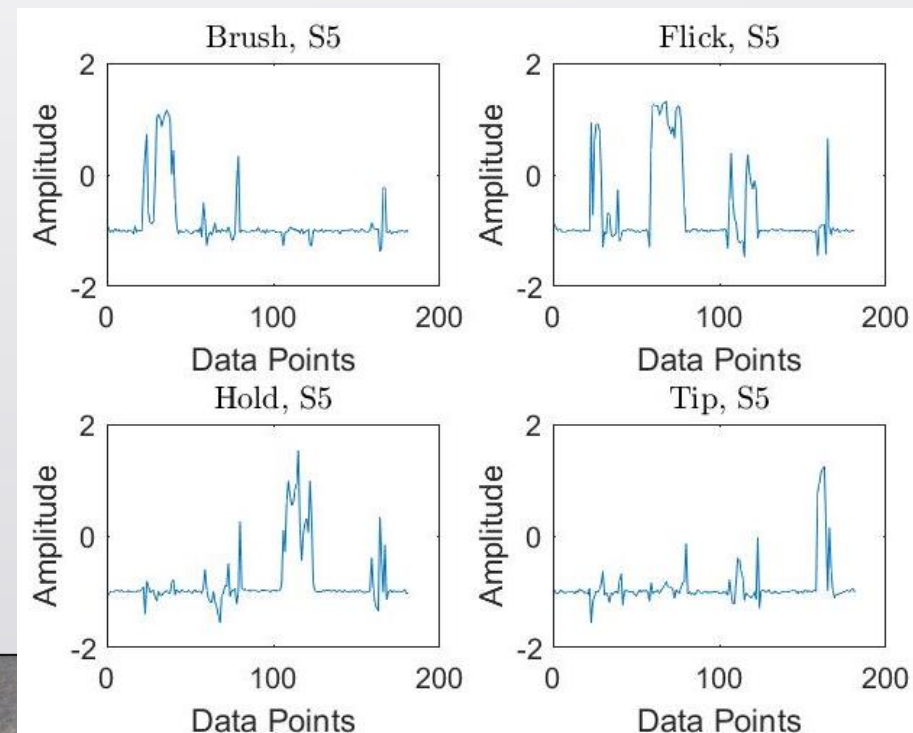 Brush, S5
Amplitude
2
0
-2
0
100
200
Data Points
Flick, S5
Amplitude
2
0
-2
0
100
200
Data Points
Hold, S5
Amplitude
2
0
-2
0
100
200
Data Points
Tip, S5
Amplitude
2
0
-2
0
100
200
Data Points